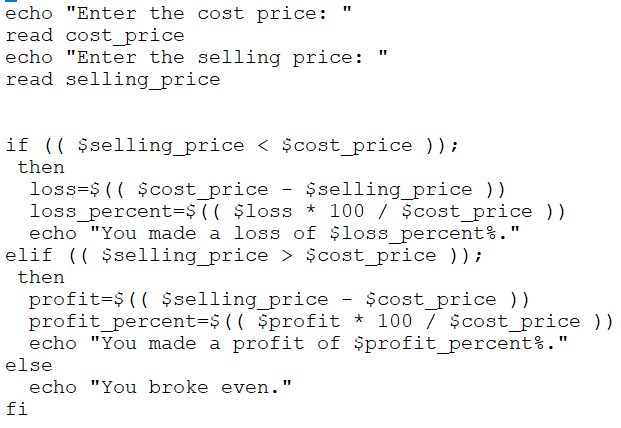 echo "Enter the cost price: "
read cost_price
echo "Enter the selling price: "
read selling_price
if (( $selling_price < $cost_price ));
then
loss=$(( $cost_price - $selling_price ))
loss_percent=$(( $loss * 100 / $cost_price ))
echo "You made a loss of $loss_percent%."
elif (( $selling_price > $cost_price ));
then
profit=$(( $selling_price - $cost_price ))
profit_percent=$(( $profit * 100 / $cost_price ))
echo "You made a profit of $profit_percent%."
else
echo "You broke even."
fi